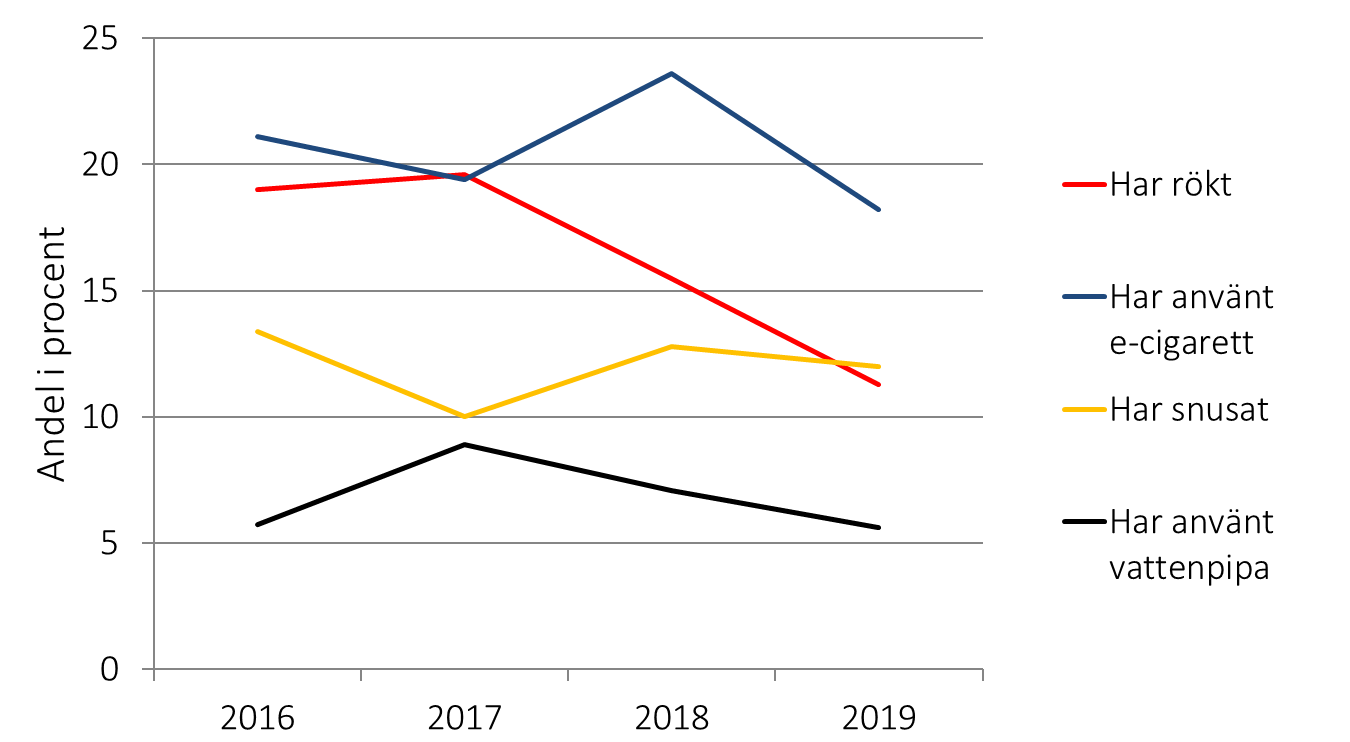 Andel i procent
25
20
15
10
5
0
2016
2017
2018
2019
Har rökt
Har använt
e-cigarett
Har snusat
Har använt
vattenpipa